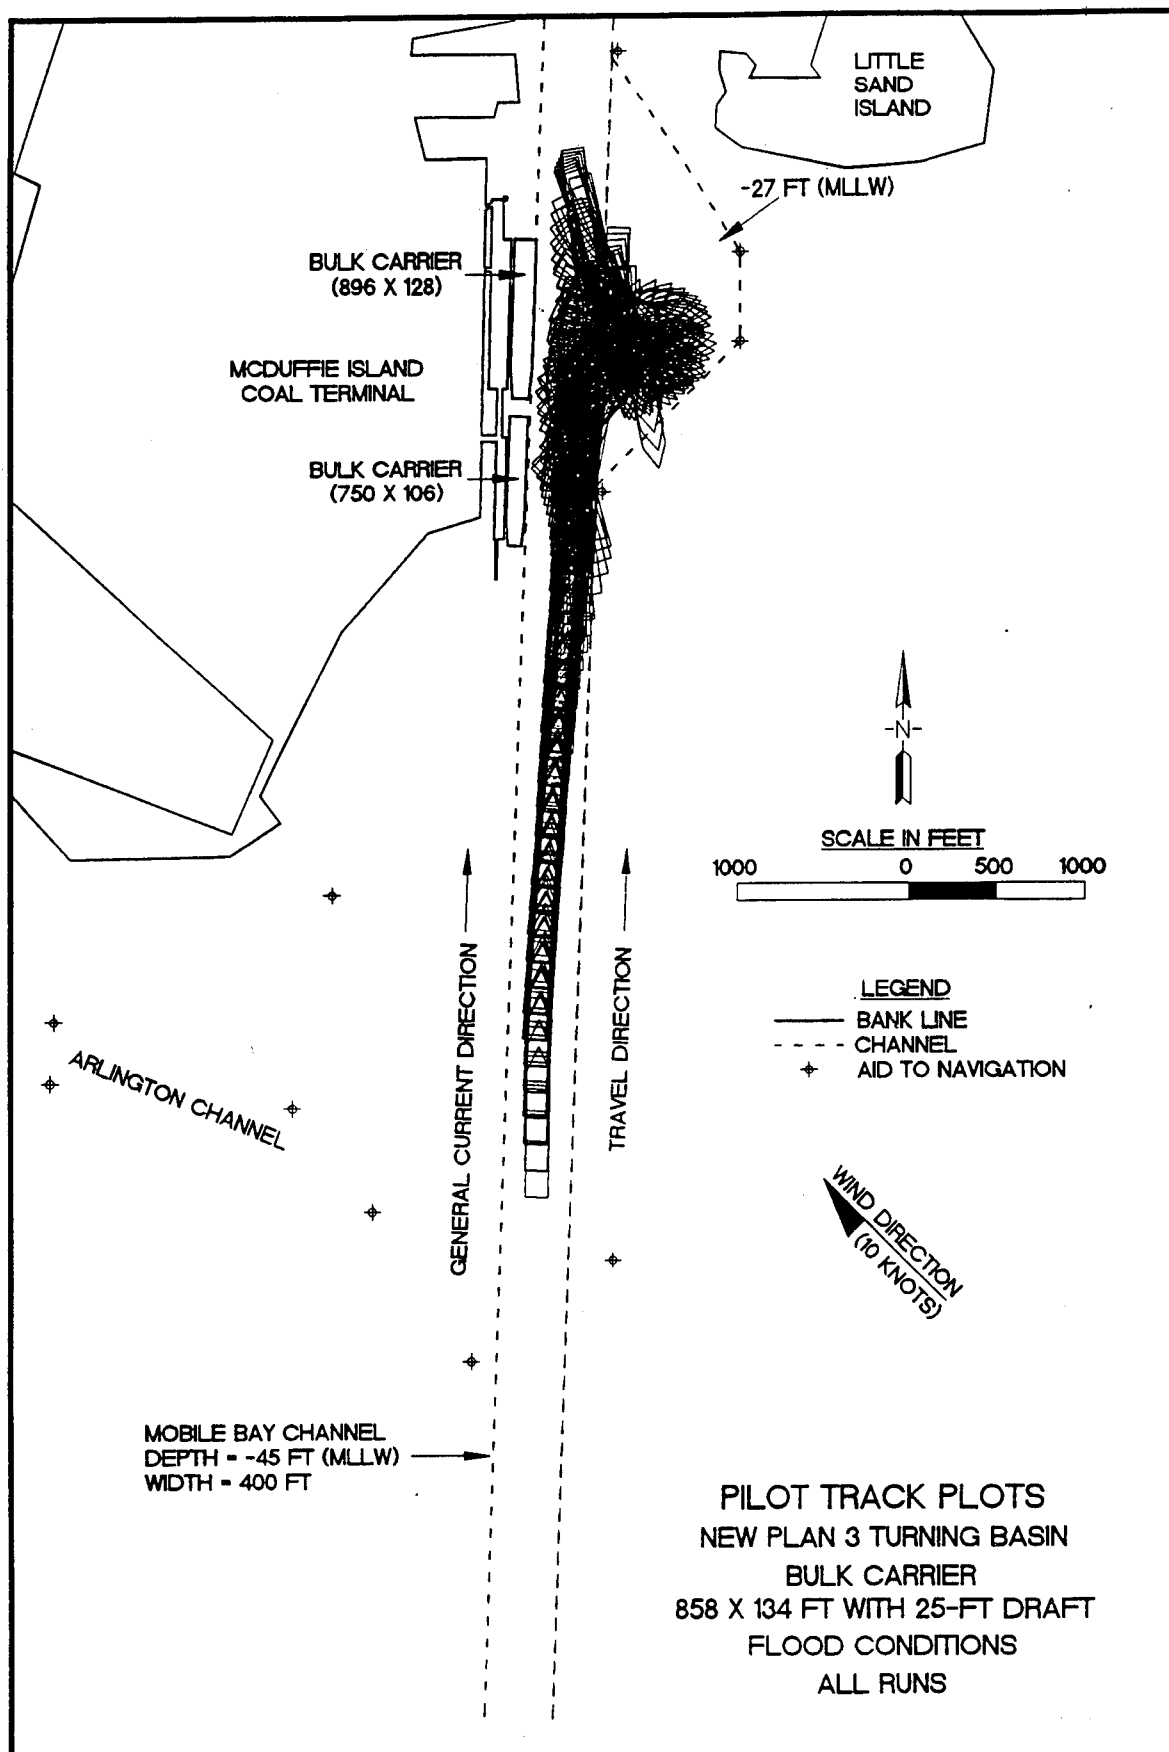 LITTLE
SAND
ISLAND
-27 FT (MLLW)
BULK CARRIER
(896 X 128)
MCDUFFIE ISLAND
COAL TERMINAL
BULK CARRIER
(750 X 106)
-N-
SCALE IN FEET
1000 0 500 1000
GENERAL CURRENT DIRECTION
TRAVEL DIRECTION
LEGEND
BANK LINE
CHANNEL
AID TO NAVIGATION
ARLINGTON CHANNEL
WIND DIRECTION
(10 KNOTS)
MOBILE BAY CHANNEL
DEPTH = -45 FT (MLLW)
WIDTH = 400 FT
PILOT TRACK PLOTS
NEW PLAN 3 TURNING BASIN
BULK CARRIER
858 X 134 FT WITH 25-FT DRAFT
FLOOD CONDITIONS
ALL RUNS